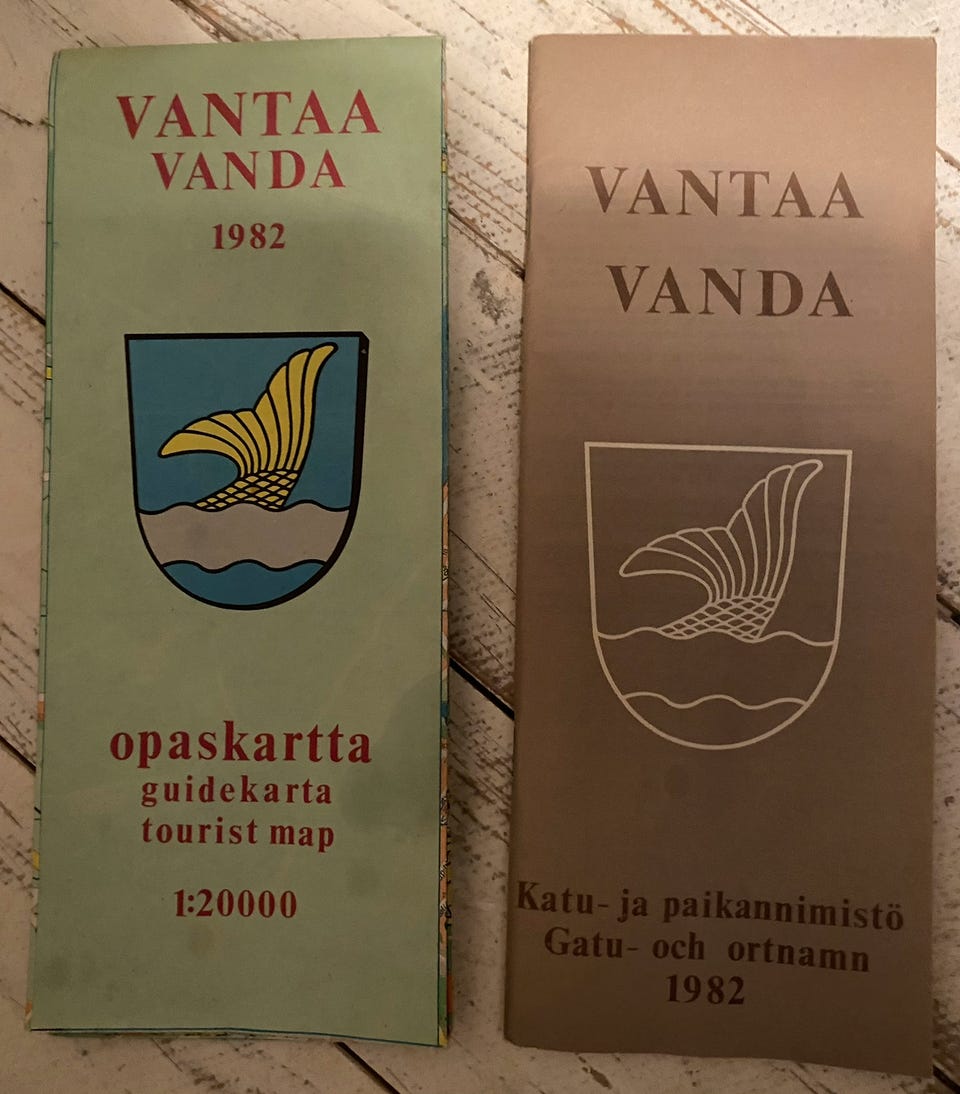 VANTAA
VANDA
1982
opaskartta
guidekarta
tourist map
1:20000
VANTAA
VANDA
Katu- ja paikannimistö
Gatu- och ortnamn
1982